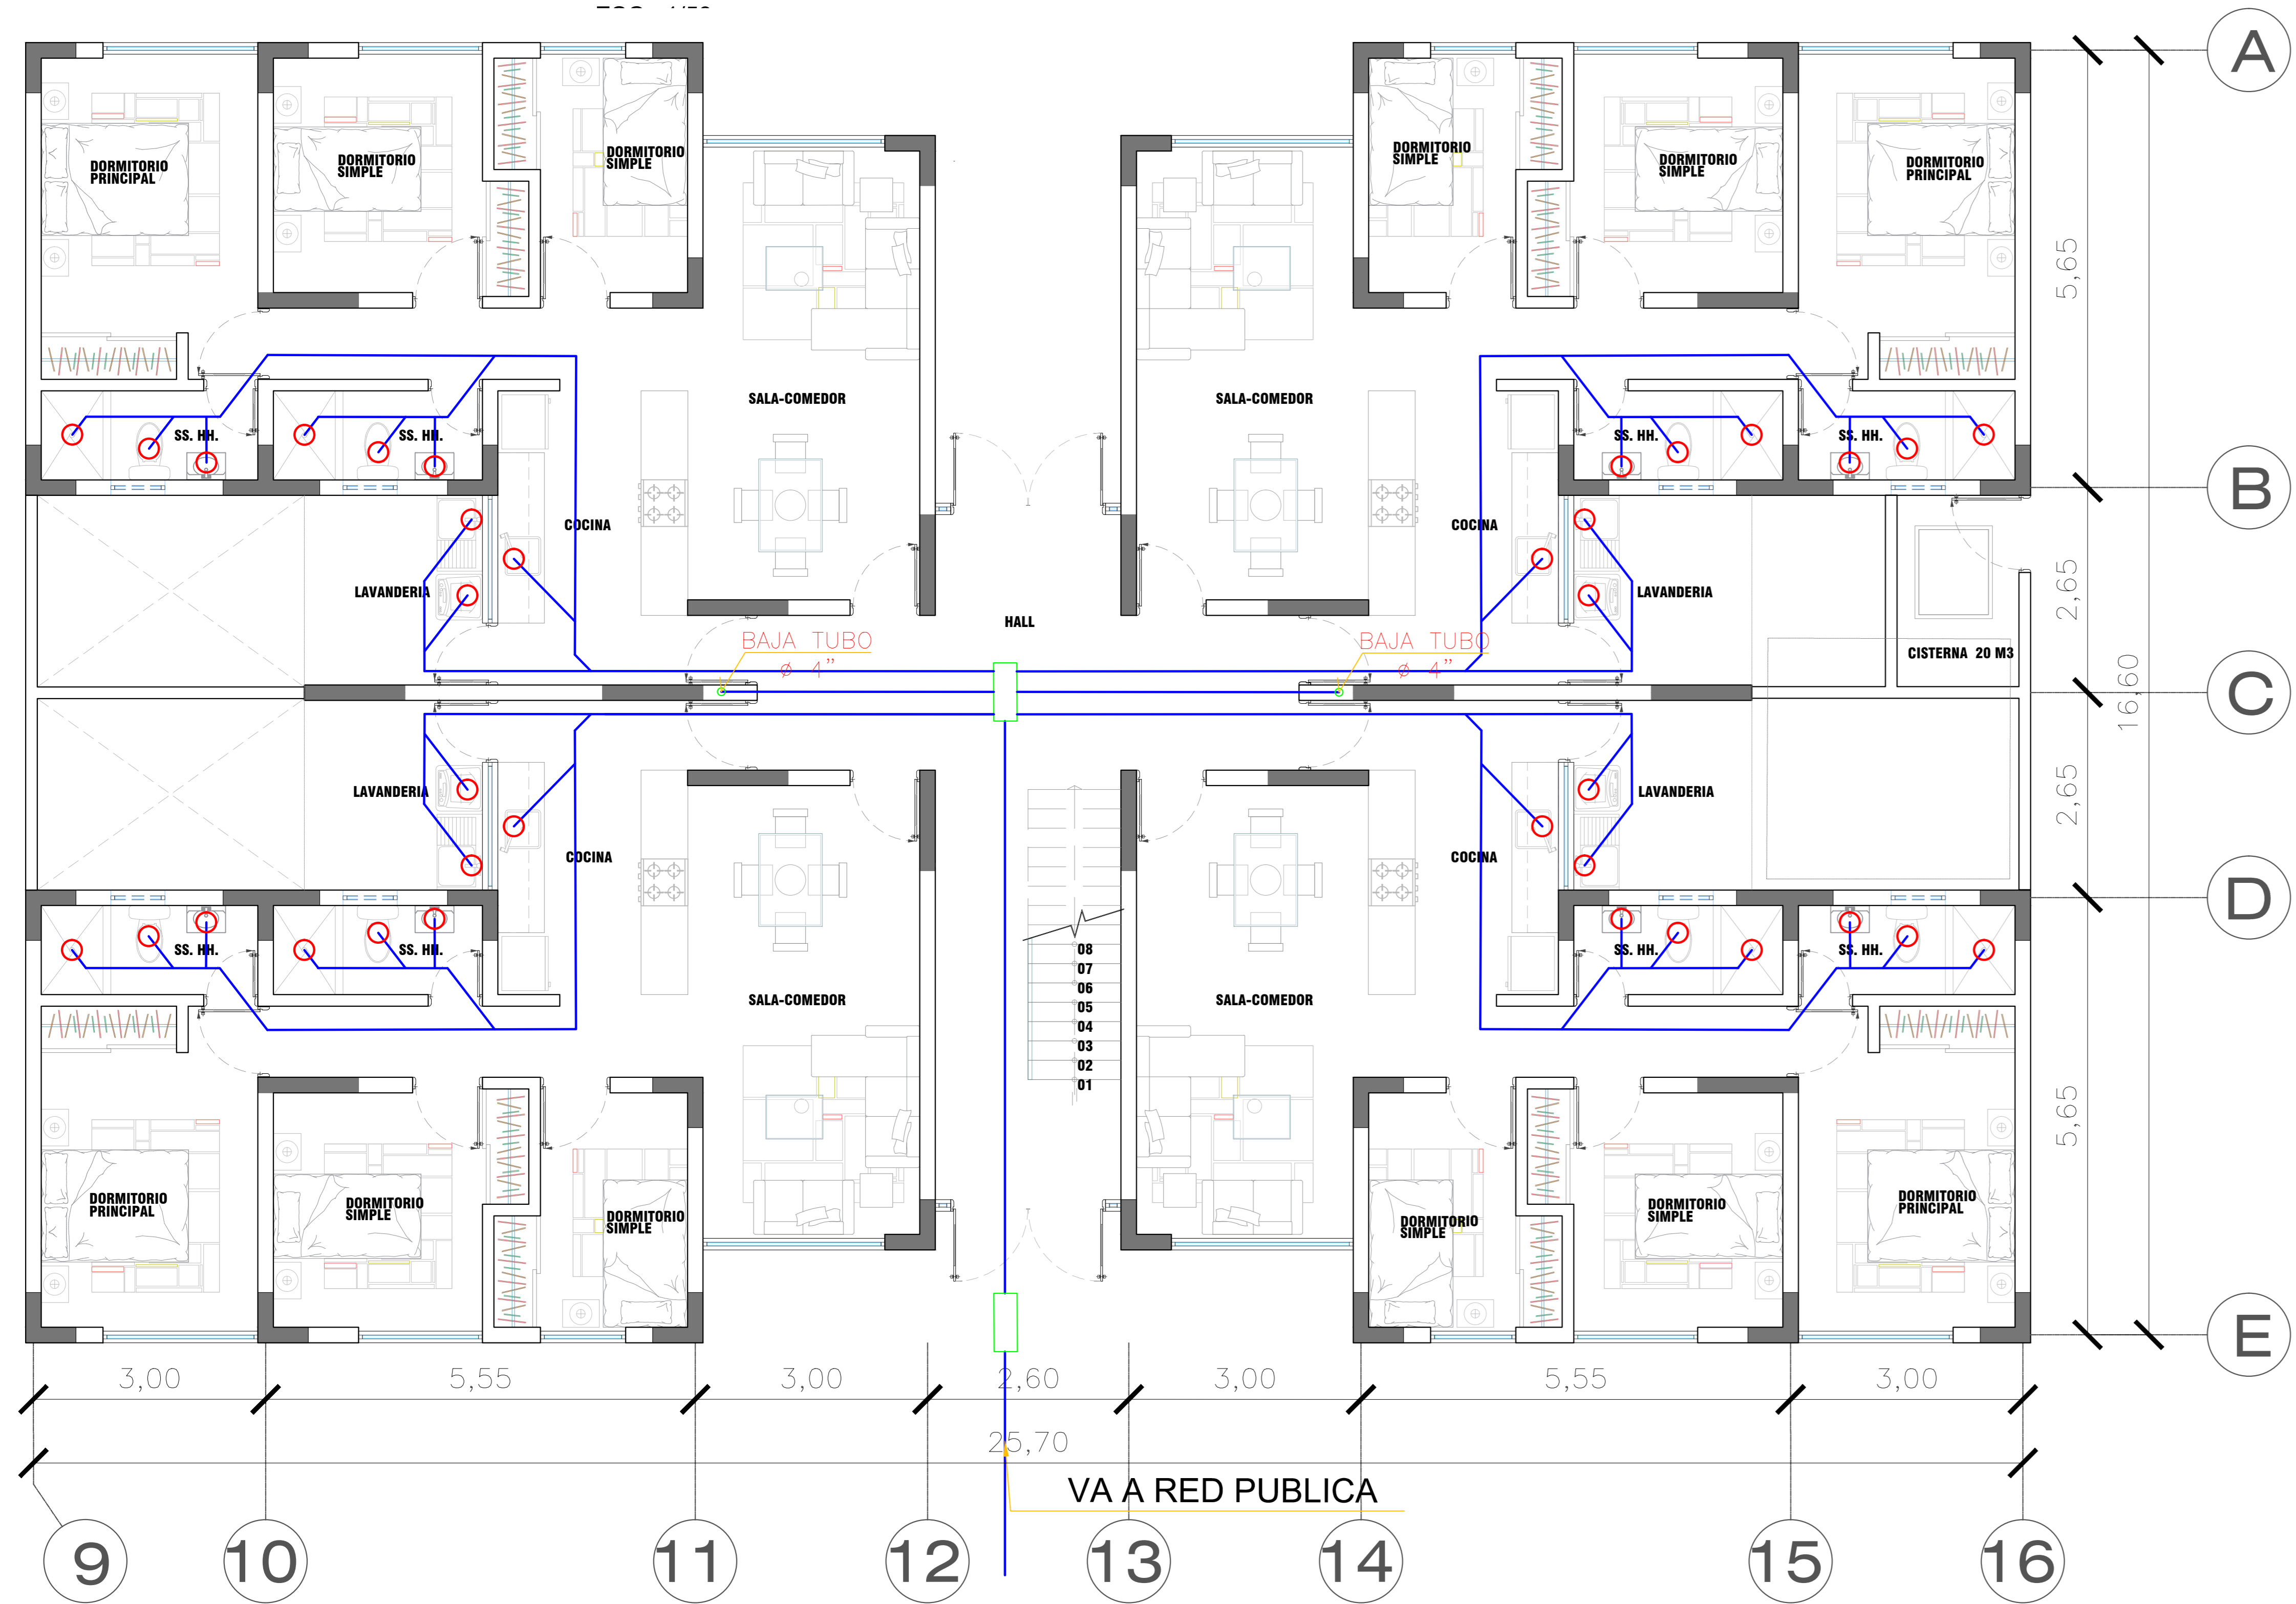 A
DORMITORIO
PRINCIPAL
DORMITORIO
SIMPLE
DORMITORIO
SIMPLE
DORMITORIO
SIMPLE
DORMITORIO
SIMPLE
DORMITORIO
PRINCIPAL
5,65
SALA-COMEDOR
SALA-COMEDOR
SS. HH.
SS. HH.
SS. HH.
SS. HH.
B
COCINA
COCINA
LAVANDERIA
LAVANDERIA
2,65
HALL
BAJA TUBO
ø 4"
BAJA TUBO
ø 4"
CISTERNA 20 M3
16,60
C
LAVANDERIA
LAVANDERIA
2,65
COCINA
COCINA
D
SS. HH.
SS. HH.
SS. HH.
SS. HH.
08
07
06
05
04
03
02
01
SALA-COMEDOR
SALA-COMEDOR
5,65
DORMITORIO
PRINCIPAL
DORMITORIO
SIMPLE
DORMITORIO
SIMPLE
DORMITORIO
SIMPLE
DORMITORIO
SIMPLE
DORMITORIO
PRINCIPAL
E
3,00
5,55
3,00
2,60
3,00
5,55
3,00
25,70
VA A RED PUBLICA
9
10
11
12
13
14
15
16